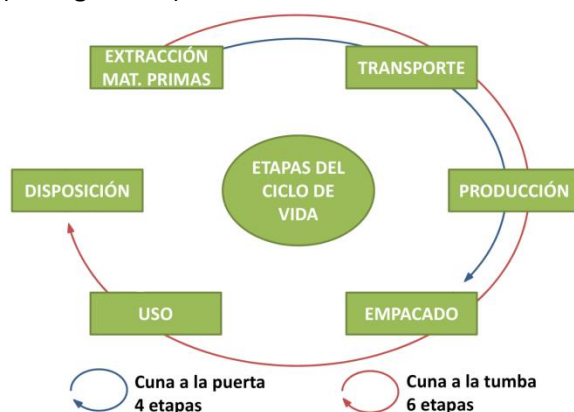 EXTRACCIÓN
MAT. PRIMAS
TRANSPORTE
ETAPAS DEL
CICLO DE
VIDA
DISPOSICIÓN
PRODUCCIÓN
USO
EMPACADO
Cuna a la puerta
4 etapas
Cuna a la tumba
6 etapas